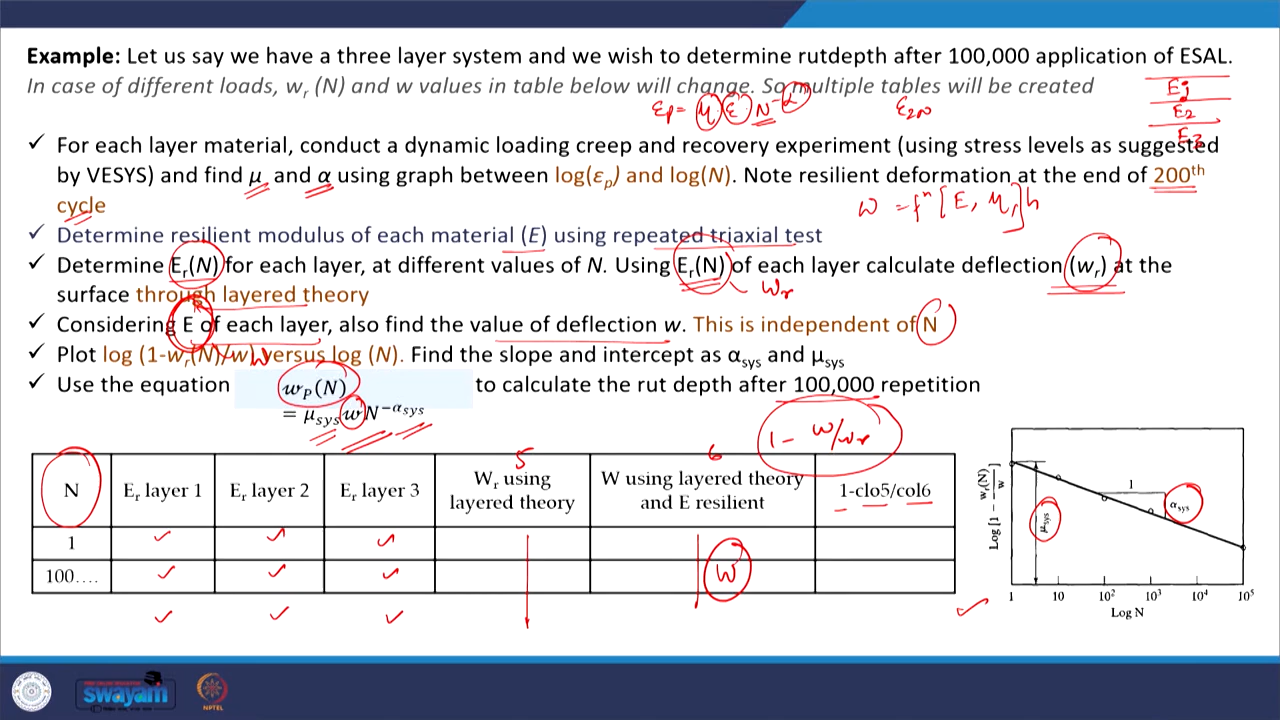 Example: Let us say we have a three layer system and we wish to determine rutdepth after 100,000 application of ESAL.
In case of different loads, wᵣ (N) and w values in table below will change. So multiple tables will be created
εp = μ ε N^-α
ε200
E1
E2
E3
✓ For each layer material, conduct a dynamic loading creep and recovery experiment (using stress levels as suggested
by VESYS) and find μ and α using graph between log(εₚ) and log(N). Note resilient deformation at the end of 200th
cycle
✓ Determine resilient modulus of each material (E) using repeated triaxial test
✓ Determine Eᵣ(N) for each layer, at different values of N. Using Eᵣ(N) of each layer calculate deflection (wᵣ) at the
surface through layered theory
wr
✓ Considering E of each layer, also find the value of deflection w. This is independent of N
✓ Plot log (1-wᵣ(N)/w) versus log (N). Find the slope and intercept as αsys and μsys
✓ Use the equation wP(N) to calculate the rut depth after 100,000 repetition
= μsys w N^−αsys
1 - w/wr
5
6
N Eᵣ layer 1 Eᵣ layer 2 Eᵣ layer 3 Wᵣ using layered theory W using layered theory and E resilient 1-clo5/col6
1
100....
w
Log [1 − wr(N)/w]
μsys
1
αsys
1 10 10² 10³ 10⁴ 10⁵
Log N
swayam
NPTEL